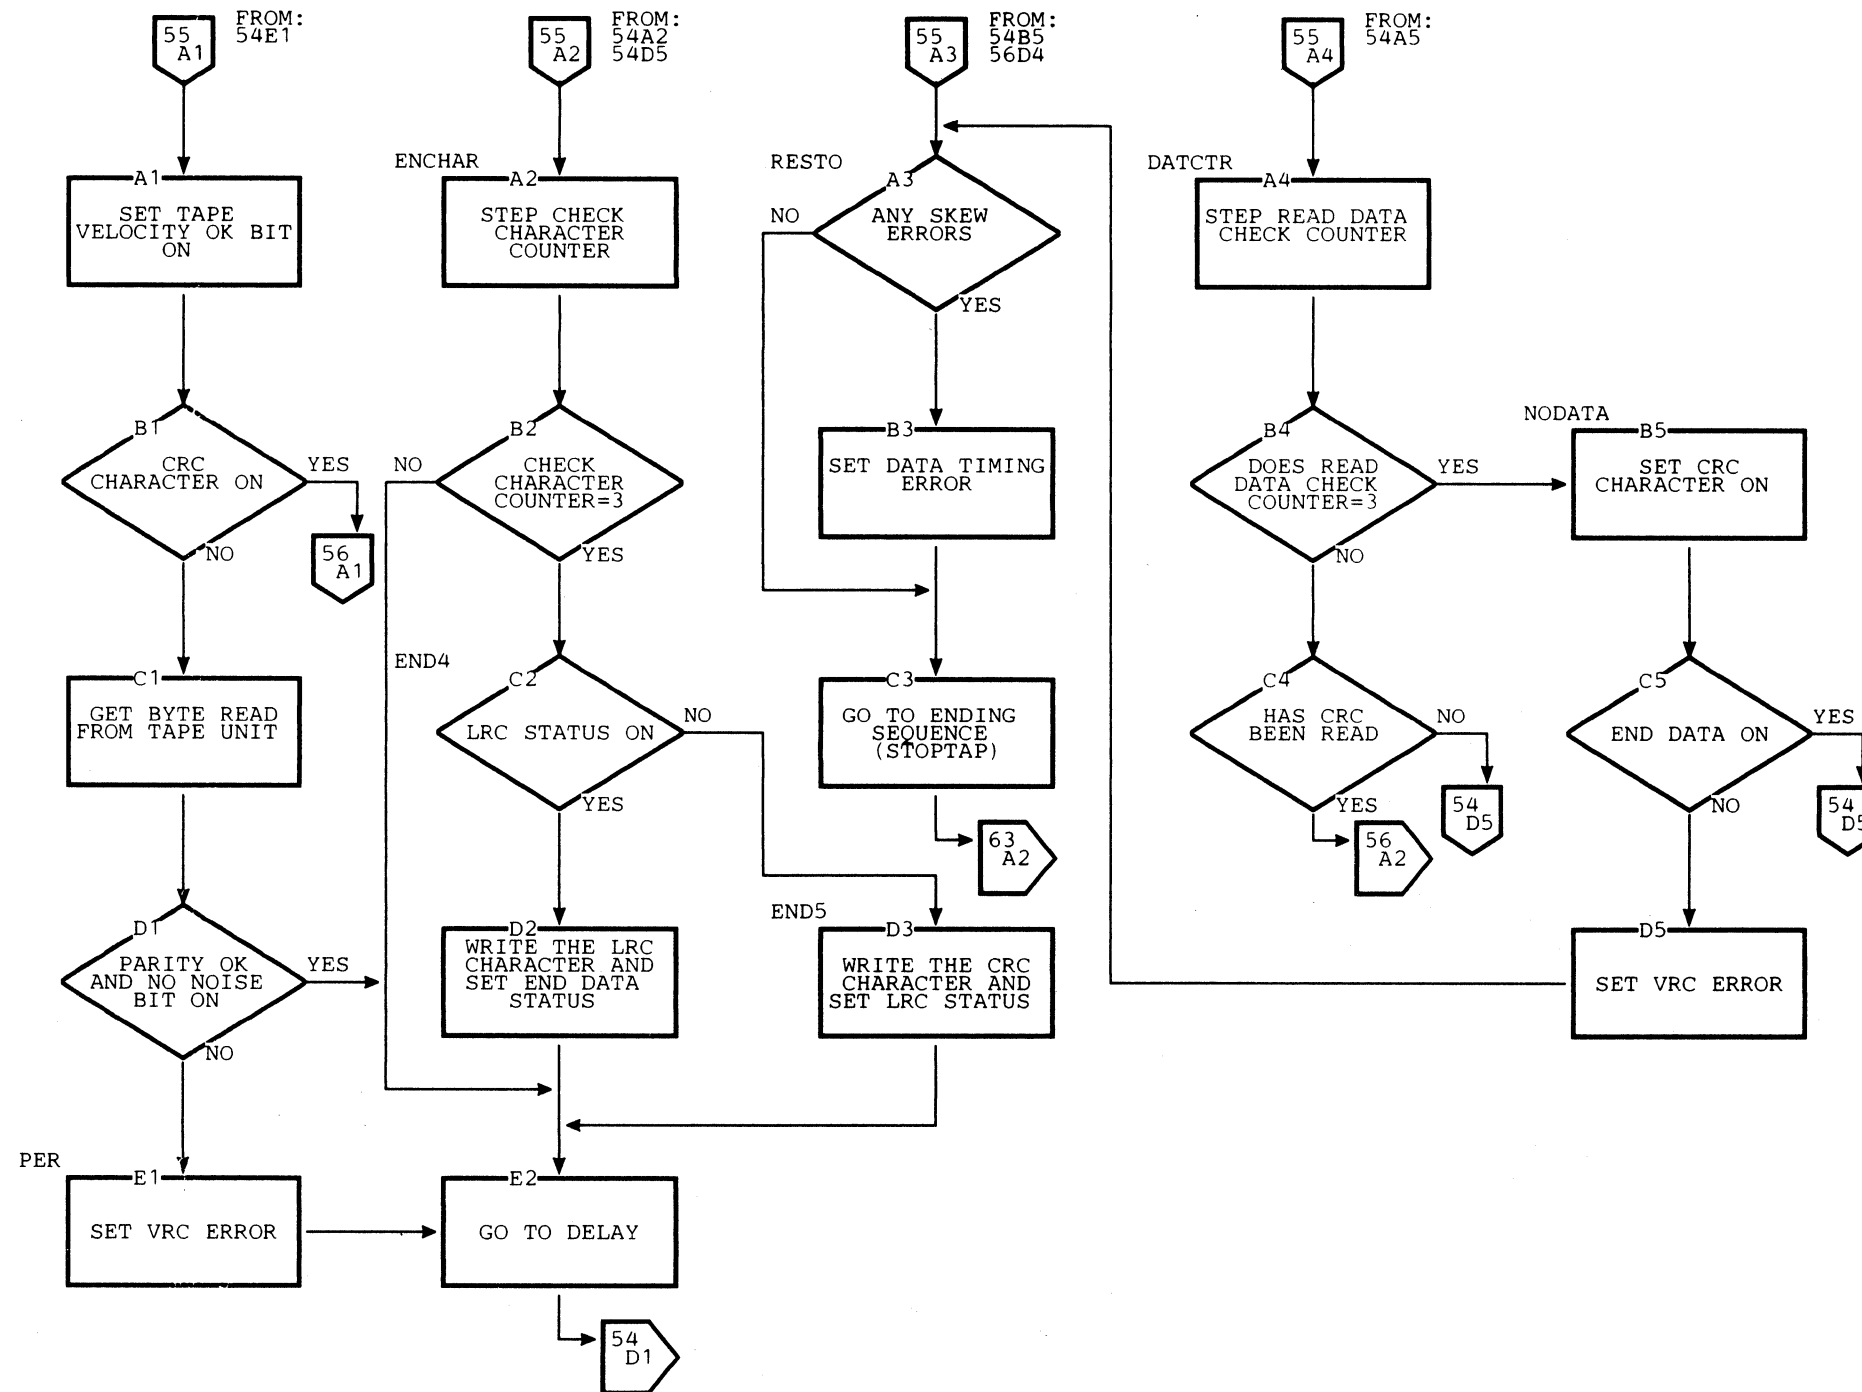 55
A1
FROM:
54E1
A1
SET TAPE
VELOCITY OK BIT
ON
B1
CRC
CHARACTER ON
YES
NO
56
A1
C1
GET BYTE READ
FROM TAPE UNIT
D1
PARITY OK
AND NO NOISE
BIT ON
YES
NO
PER
E1
SET VRC ERROR
55
A2
FROM:
54A2
54D5
ENCHAR
A2
STEP CHECK
CHARACTER
COUNTER
B2
NO
CHECK
CHARACTER
COUNTER=3
YES
END4
C2
LRC STATUS ON
NO
YES
D2
WRITE THE LRC
CHARACTER AND
SET END DATA
STATUS
E2
GO TO DELAY
54
D1
55
A3
FROM:
54B5
56D4
RESTO
A3
NO
ANY SKEW
ERRORS
YES
B3
SET DATA TIMING
ERROR
C3
GO TO ENDING
SEQUENCE
(STOPTAP)
63
A2
END5
D3
WRITE THE CRC
CHARACTER AND
SET LRC STATUS
55
A4
FROM:
54A5
DATCTR
A4
STEP READ DATA
CHECK COUNTER
B4
DOES READ
DATA CHECK
COUNTER=3
YES
NO
C4
HAS CRC
BEEN READ
NO
YES
54
D5
56
A2
NODATA
B5
SET CRC
CHARACTER ON
C5
END DATA ON
YES
NO
54
D5
D5
SET VRC ERROR